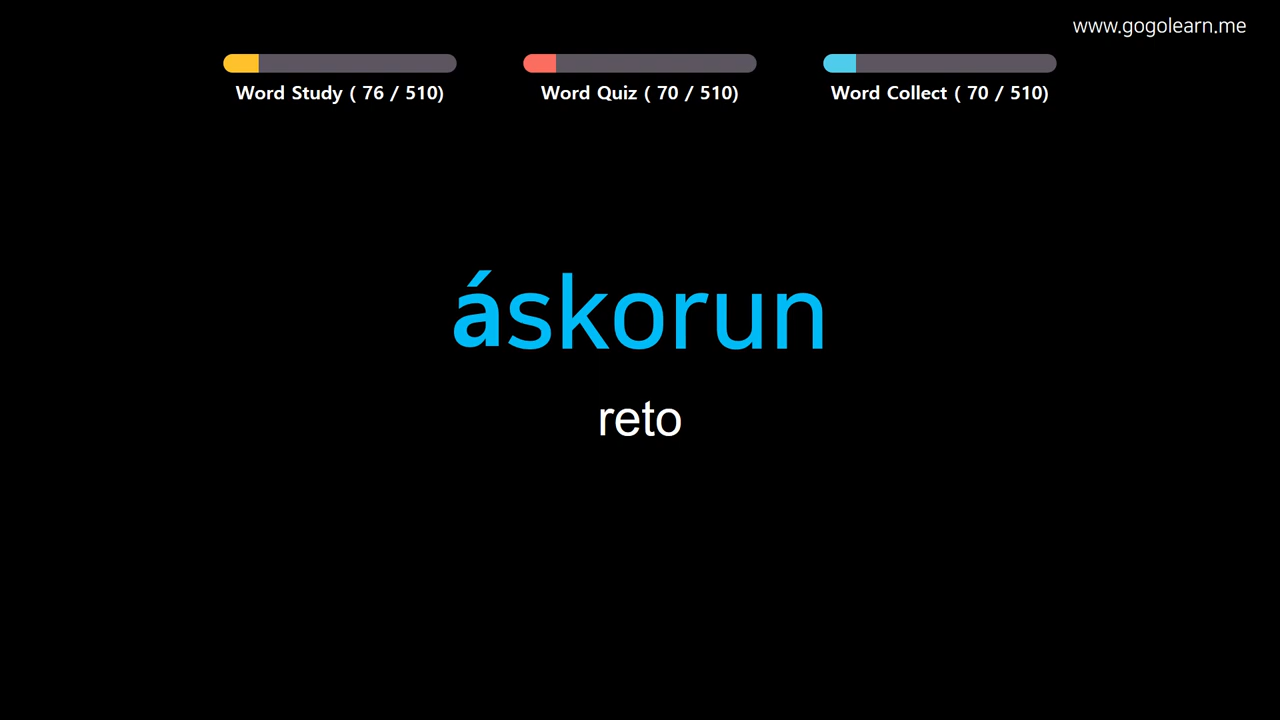 www.gogolearn.me
Word Study ( 76 / 510)
Word Quiz ( 70 / 510)
Word Collect ( 70 / 510)
áskorun
reto